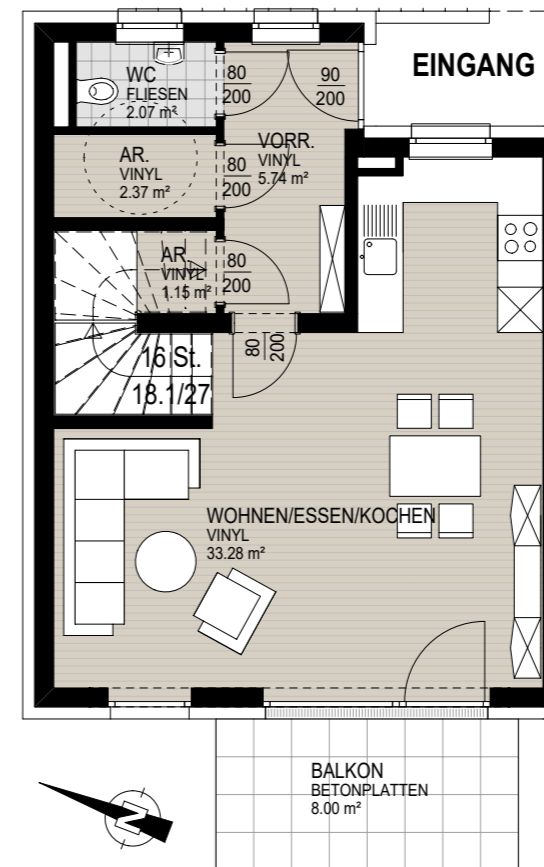 EINGANG
WC
FLIESEN
2.07 m²
80
200
90
200
AR.
VINYL
2.37 m²
80
200
VORR.
VINYL
5.74 m²
AR.
VINYL
1.15 m²
80
200
80
200
16 St.
18.1/27
WOHNEN/ESSEN/KOCHEN
VINYL
33.28 m²
BALKON
BETONPLATTEN
8.00 m²
N